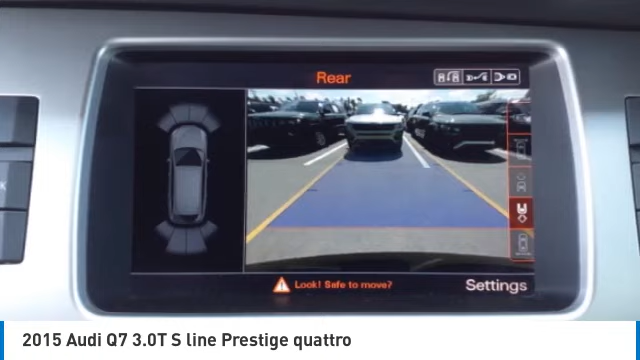 Rear
Look! Safe to move?
Settings
2015 Audi Q7 3.0T S line Prestige quattro